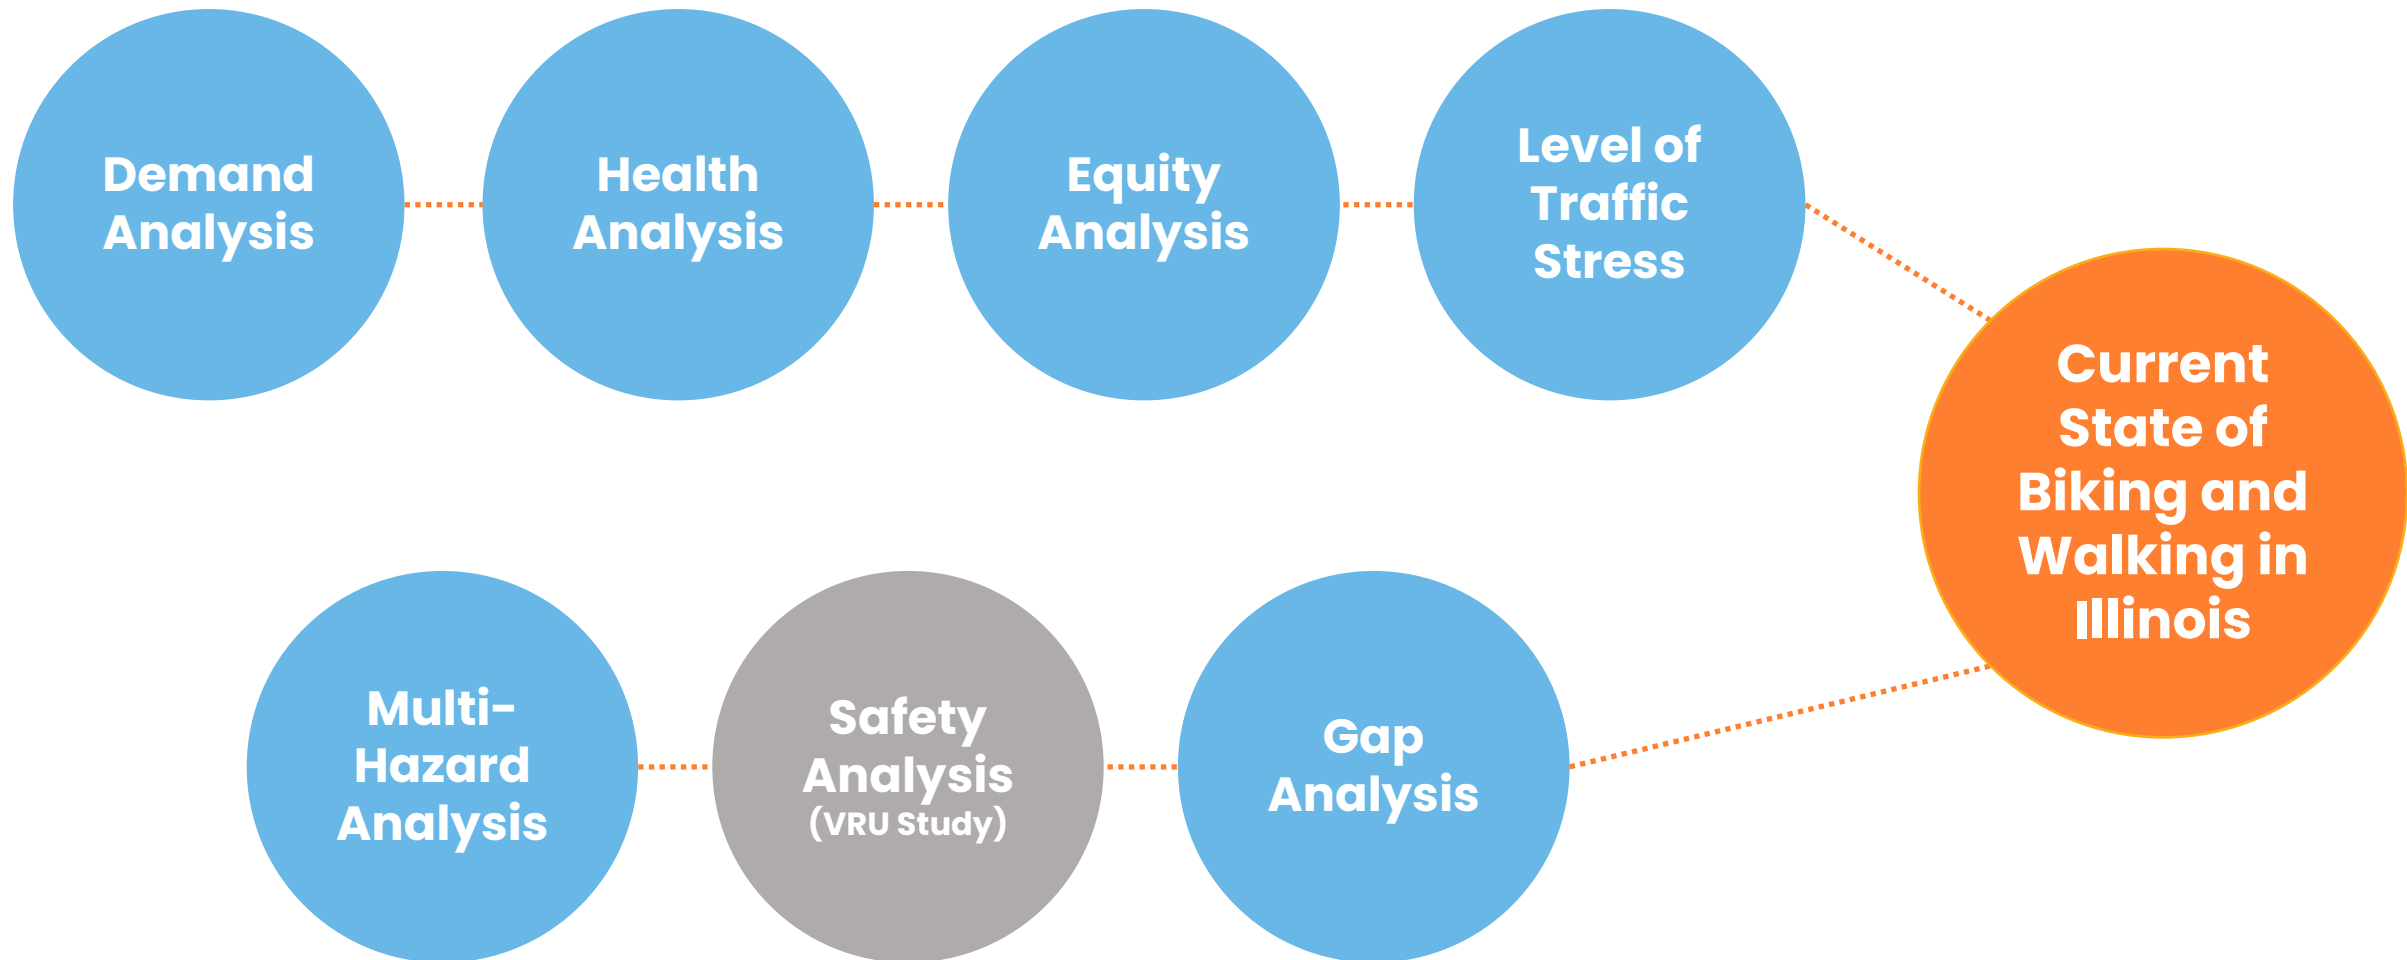 Demand
Analysis
Health
Analysis
Equity
Analysis
Level of
Traffic
Stress
Current
State of
Biking and
Walking in
Illinois
Multi-
Hazard
Analysis
Safety
Analysis
(VRU Study)
Gap
Analysis